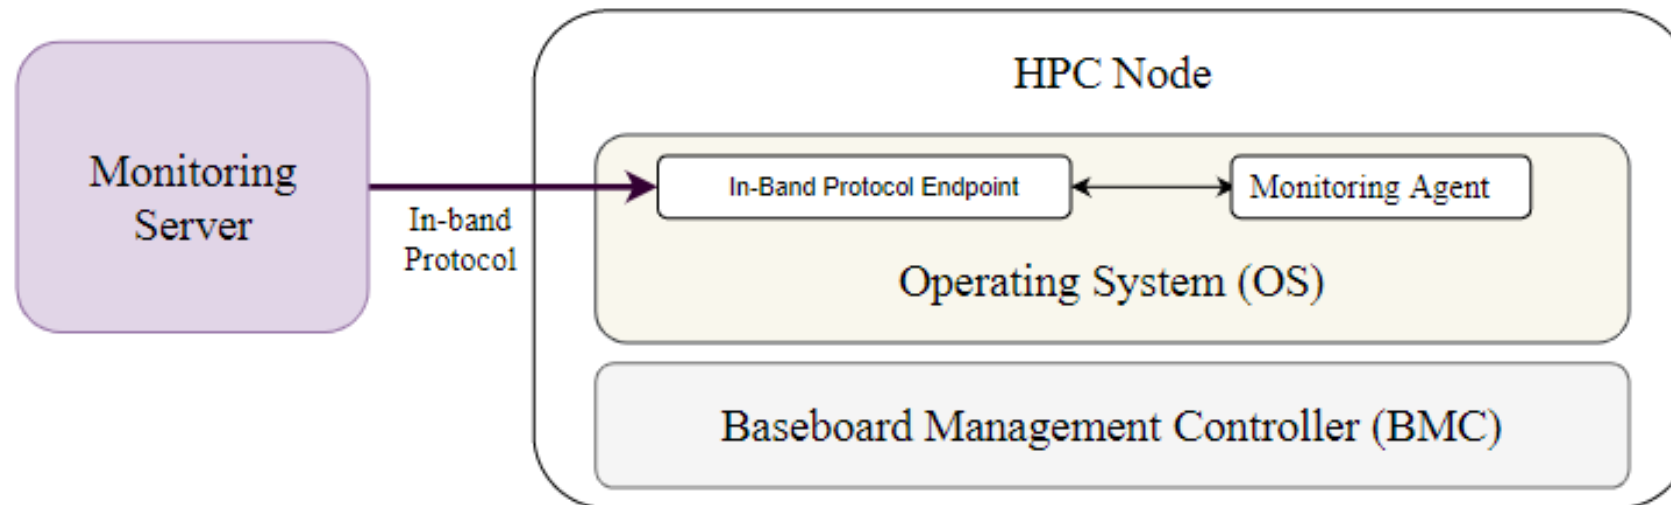 HPC Node
Monitoring
Server
In-band
Protocol
In-Band Protocol Endpoint
Monitoring Agent
Operating System (OS)
Baseboard Management Controller (BMC)